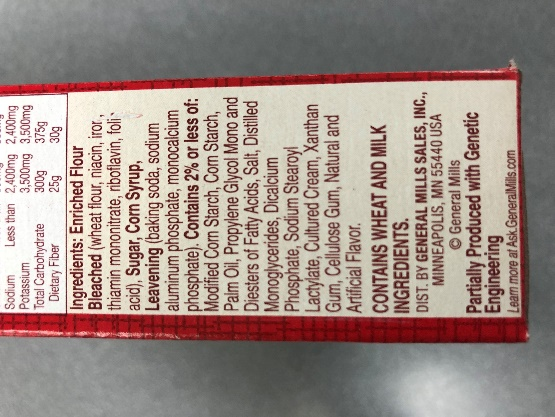 Sodium Less than 2,400mg 2,400mg
Potassium 3,500mg 3,500mg
Total Carbohydrate 300g 375g
Dietary Fiber 25g 30g
Ingredients: Enriched Flour
Bleached (wheat flour, niacin, iron,
thiamin mononitrate, riboflavin, folic
acid), Sugar, Corn Syrup,
Leavening (baking soda, sodium
aluminum phosphate, monocalcium
phosphate). Contains 2% or less of:
Modified Corn Starch, Corn Starch,
Palm Oil, Propylene Glycol Mono and
Diesters of Fatty Acids, Salt, Distilled
Monoglycerides, Dicalcium
Phosphate, Sodium Stearoyl
Lactylate, Cultured Cream, Xanthan
Gum, Cellulose Gum, Natural and
Artificial Flavor.
CONTAINS WHEAT AND MILK
INGREDIENTS.
DIST. BY GENERAL MILLS SALES, INC.,
MINNEAPOLIS, MN 55440 USA
© General Mills
Partially Produced with Genetic
Engineering
Learn more at Ask.GeneralMills.com